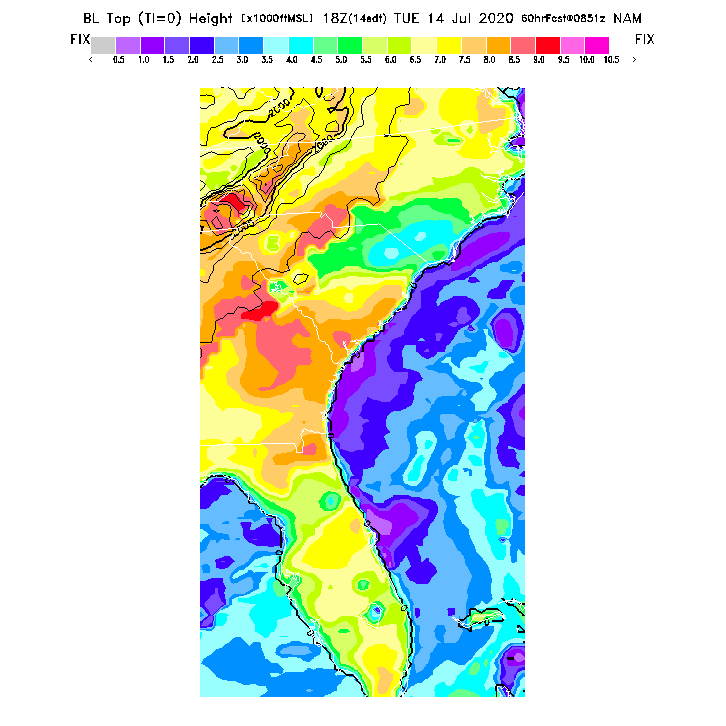 BL Top (TI=0) Height [x1000ftMSL] 18Z(14edt) TUE 14 Jul 2020 60hrFcst@0851z NAM
FIX FIX
< 0.5 1.0 1.5 2.0 2.5 3.0 3.5 4.0 4.5 5.0 5.5 6.0 6.5 7.0 7.5 8.0 8.5 9.0 9.5 10.0 10.5 >
2000
2000
2000